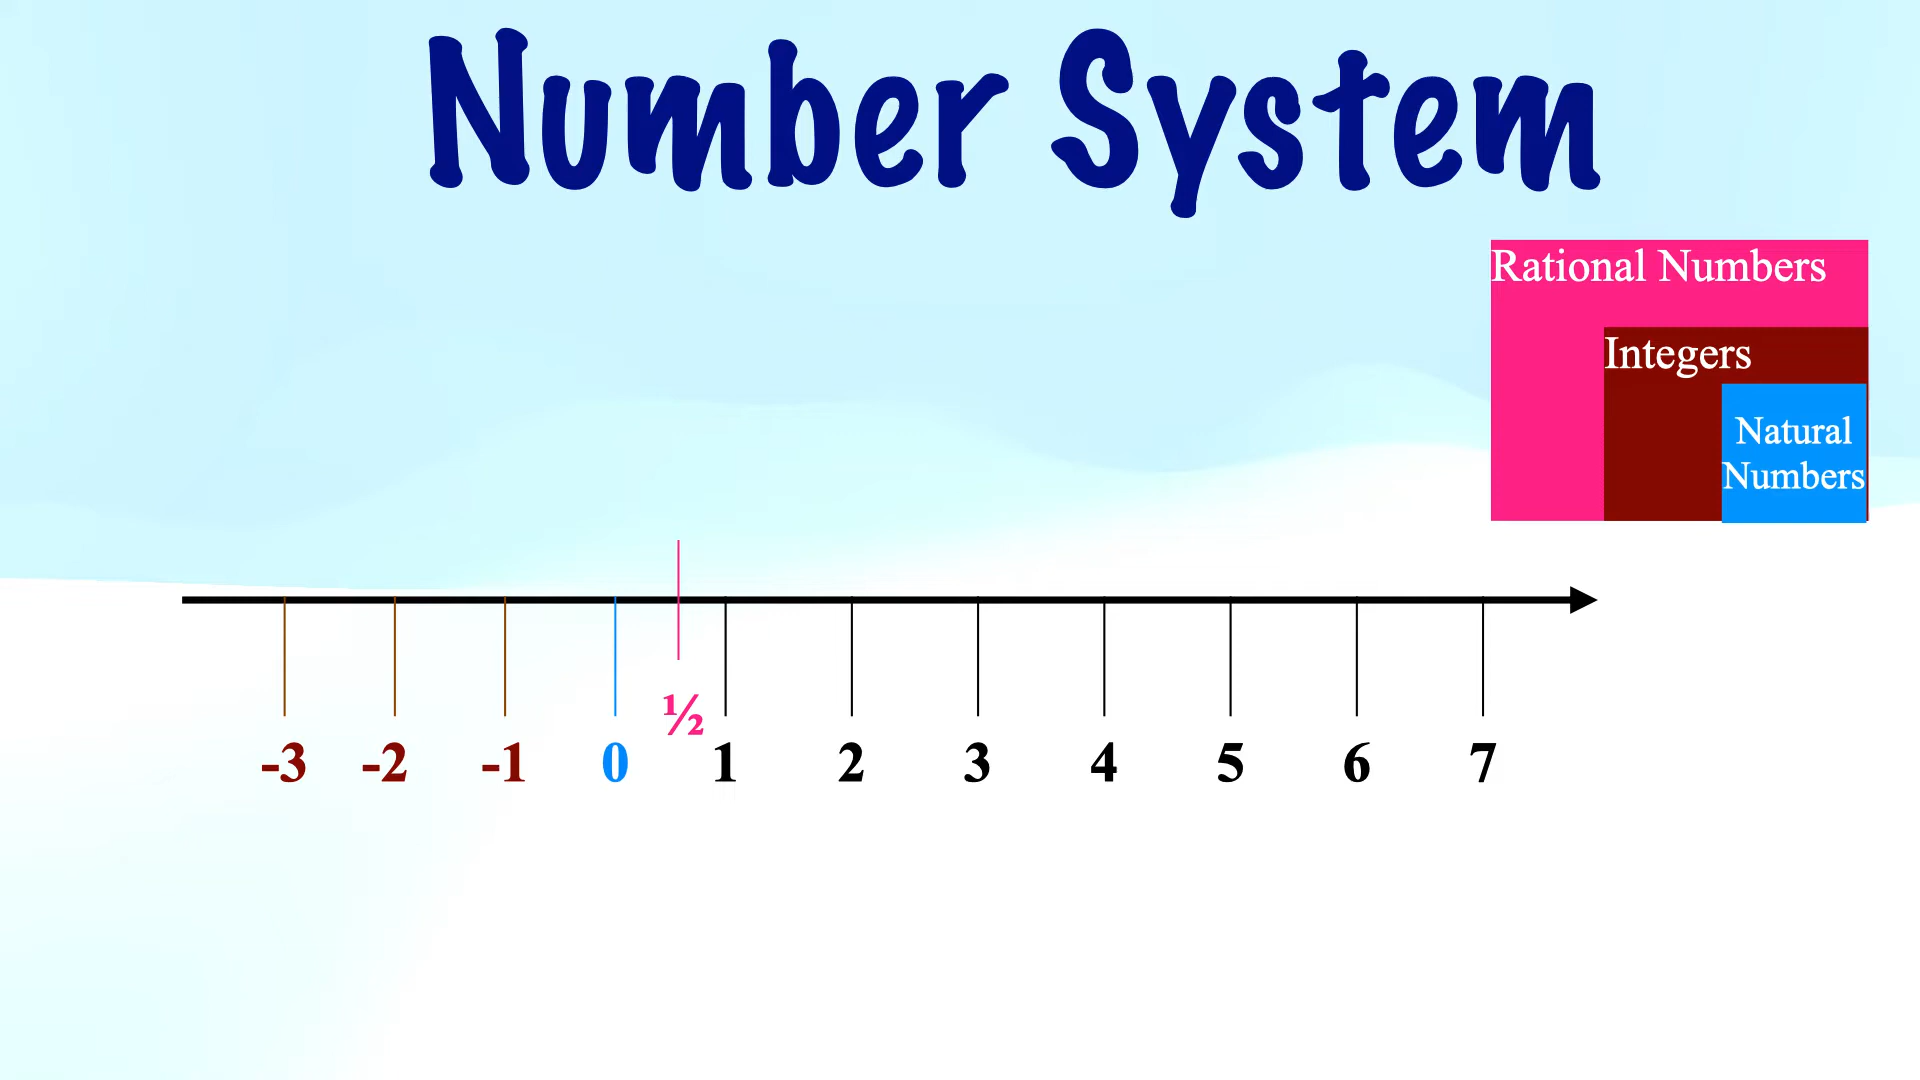 Number System
Rational Numbers
Integers
Natural
Numbers
½
-3 -2 -1 0 1 2 3 4 5 6 7